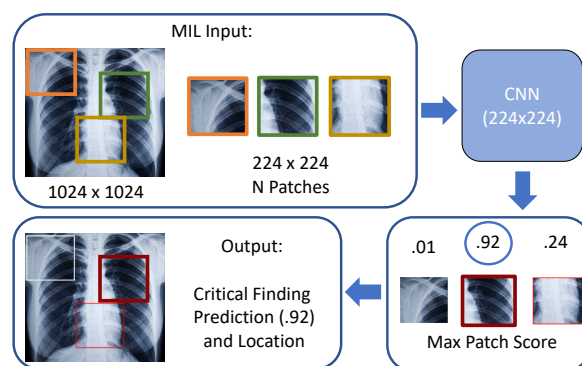 MIL Input:
1024 x 1024
224 x 224
N Patches
CNN
(224x224)
.01
.92
.24
Max Patch Score
Output:
Critical Finding
Prediction (.92)
and Location